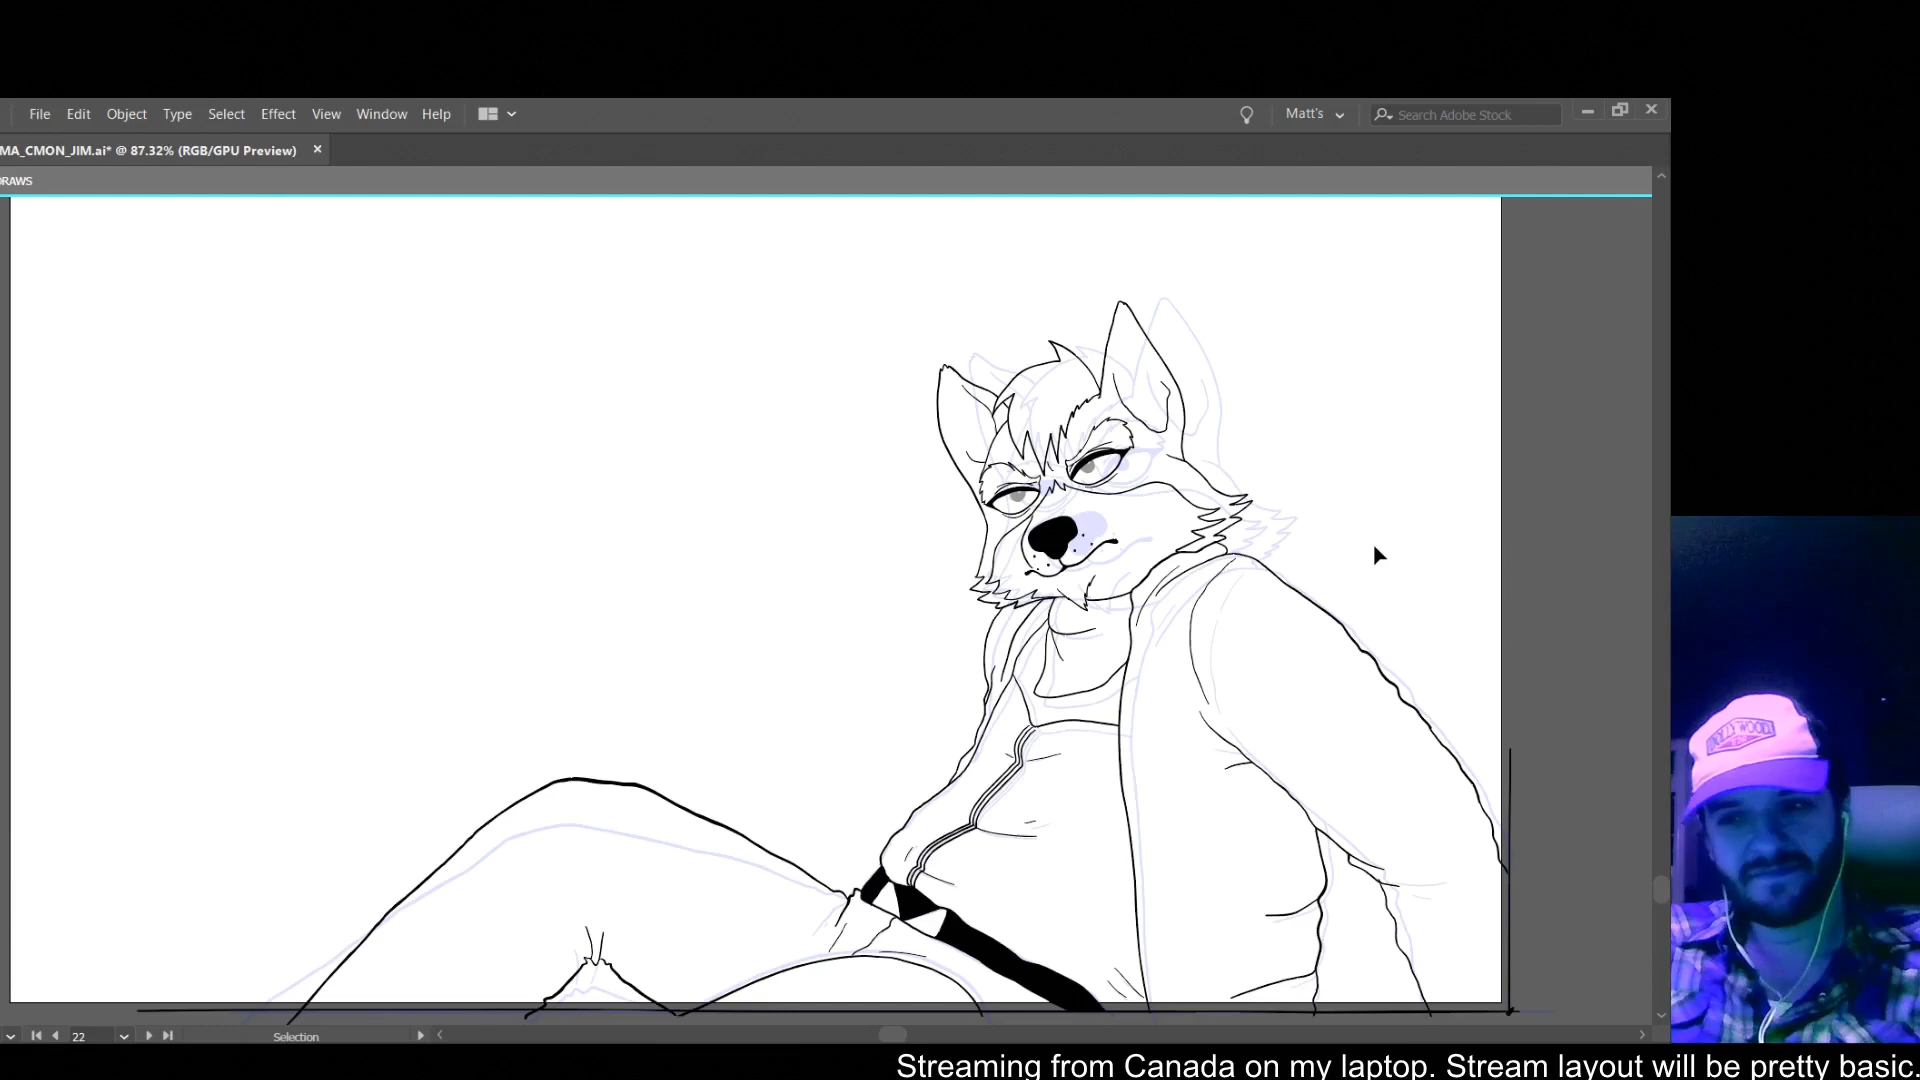 File Edit Object Type Select Effect View Window Help Matt's Search Adobe Stock
MA_CMON_JIM.ai* @ 87.32% (RGB/GPU Preview)
RAWS
22 Selection
Streaming from Canada on my laptop. Stream layout will be pretty basic.